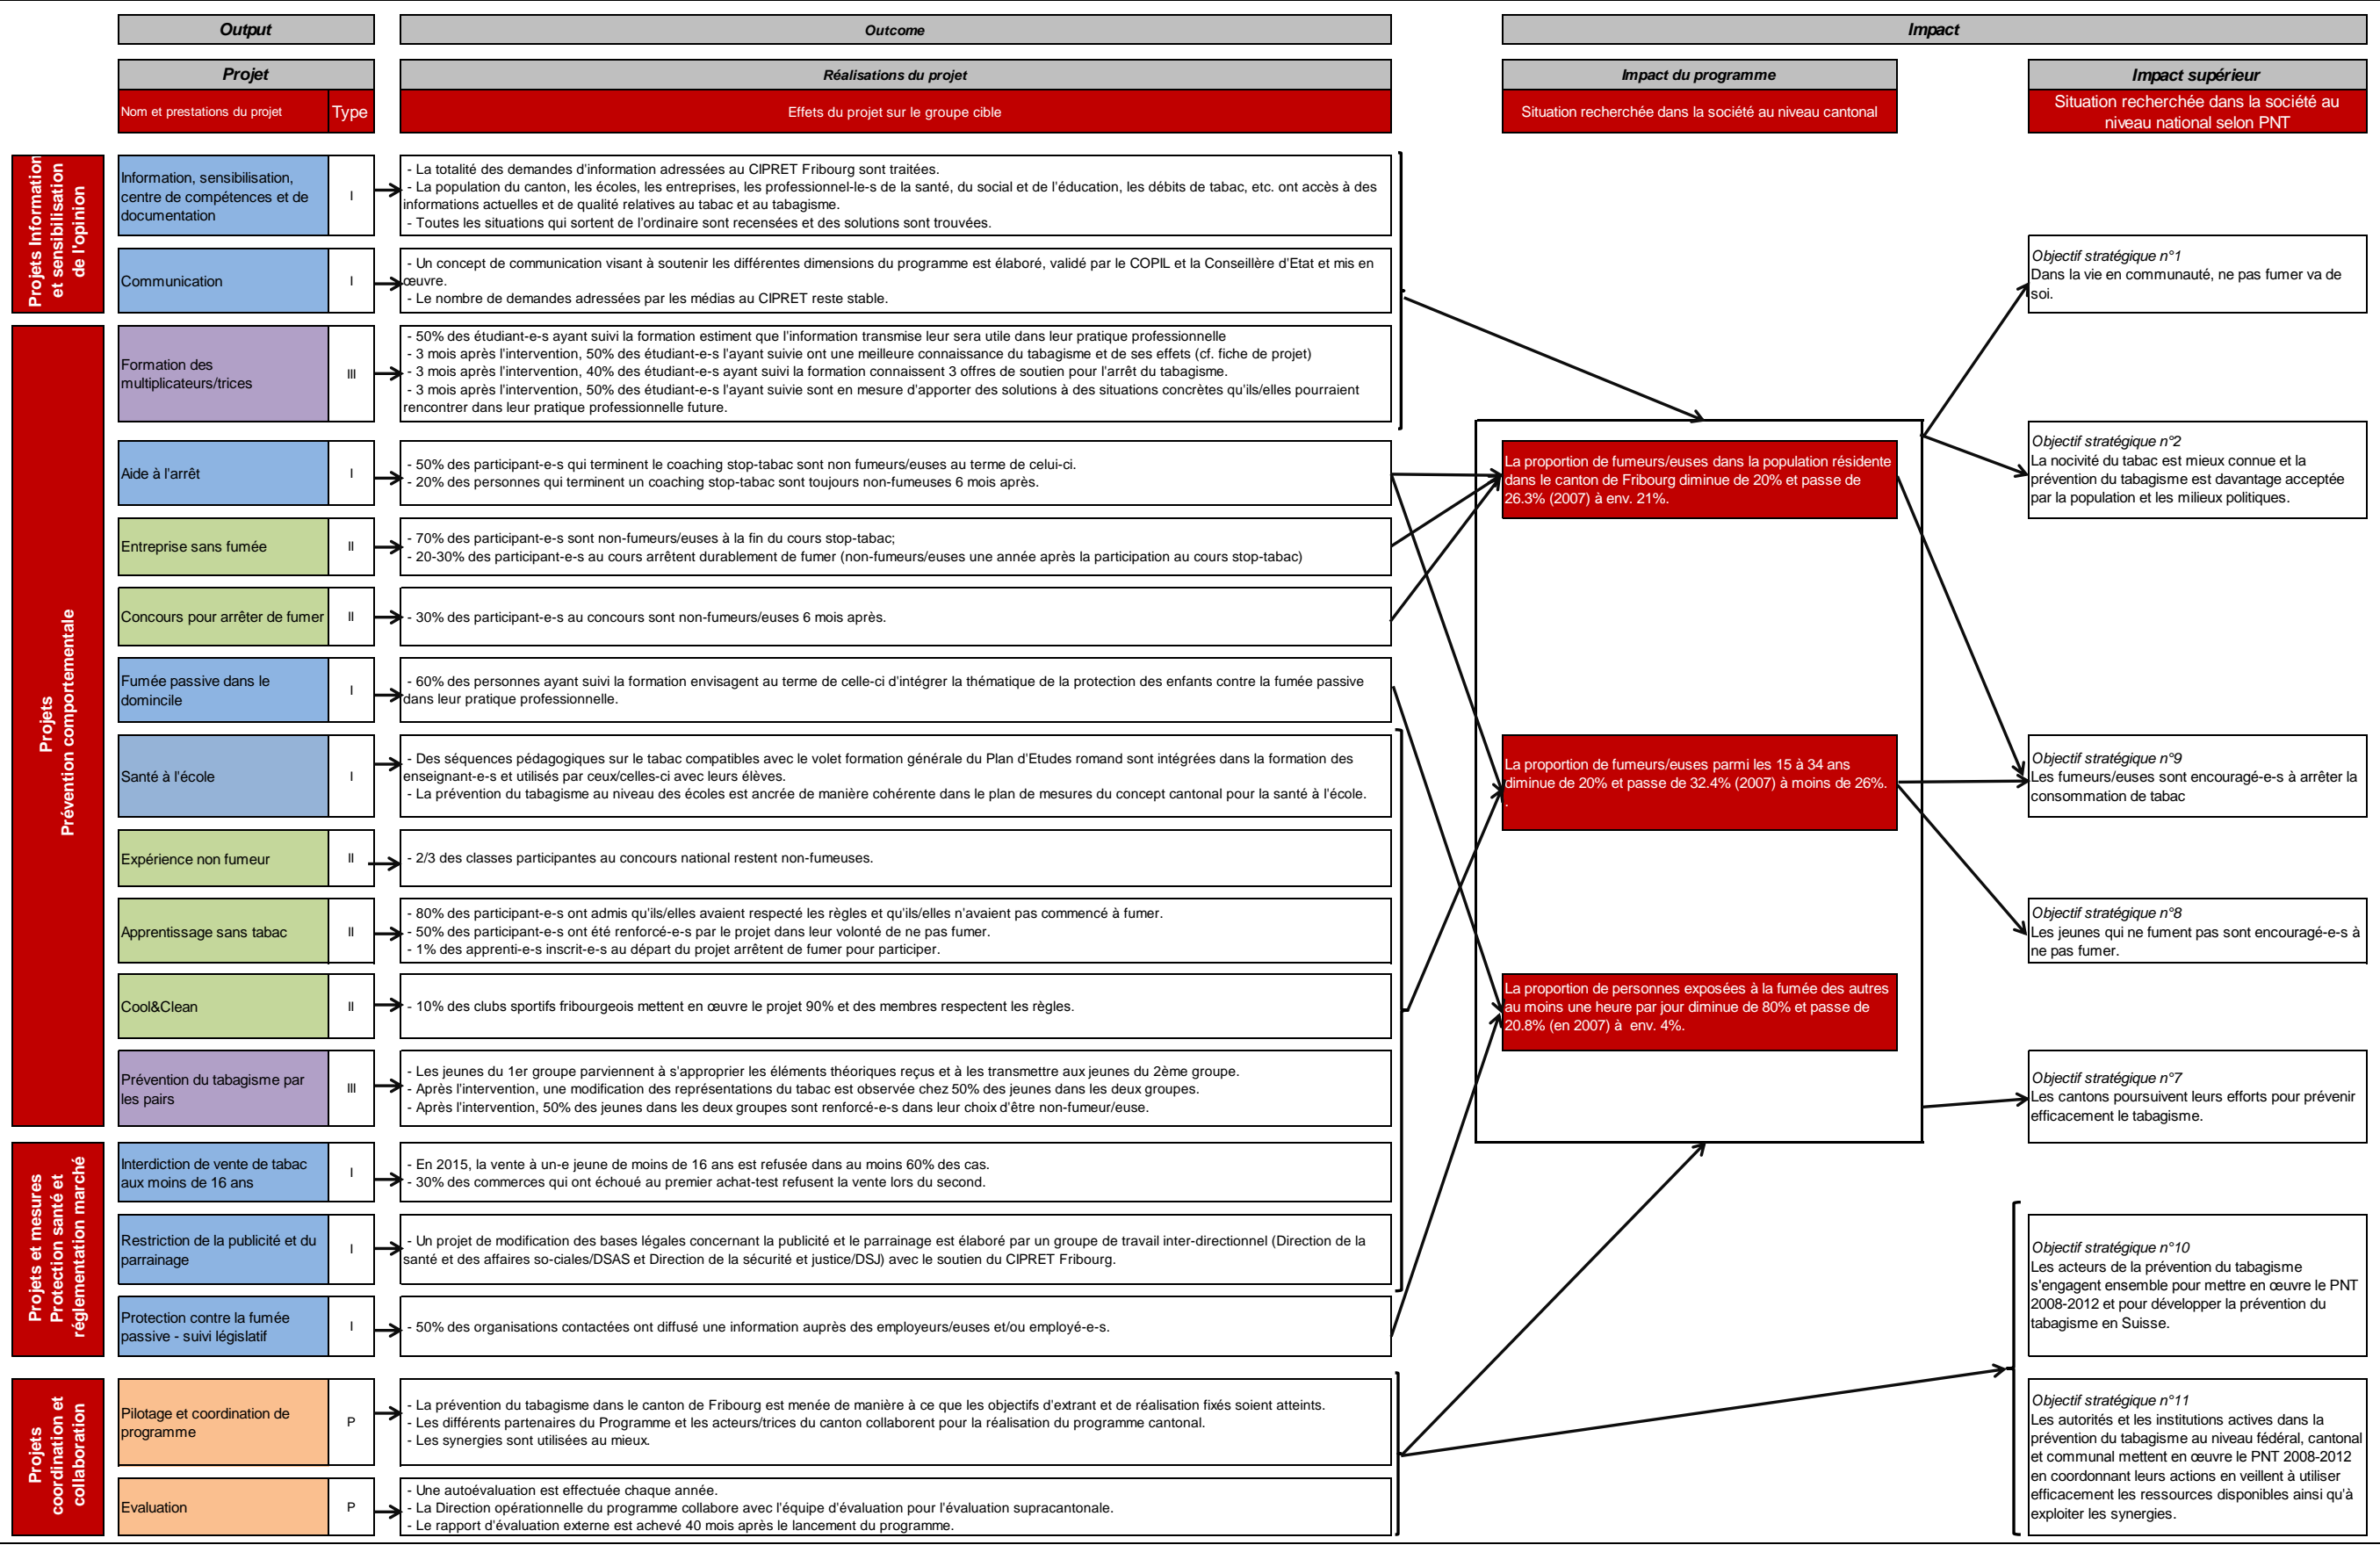 Output
Outcome
Impact
Projet
Réalisations du projet
Impact du programme
Impact supérieur
Nom et prestations du projet
Type
Effets du projet sur le groupe cible
Situation recherchée dans la société au niveau cantonal
Situation recherchée dans la société au
niveau national selon PNT
Projets Information
et sensibilisation
de l'opinion
Information, sensibilisation,
centre de compétences et de
documentation
I
- La totalité des demandes d'information adressées au CIPRET Fribourg sont traitées.
- La population du canton, les écoles, les entreprises, les professionnel-le-s de la santé, du social et de l'éducation, les débits de tabac, etc. ont accès à des
informations actuelles et de qualité relatives au tabac et au tabagisme.
- Toutes les situations qui sortent de l'ordinaire sont recensées et des solutions sont trouvées.
Communication
I
- Un concept de communication visant à soutenir les différentes dimensions du programme est élaboré, validé par le COPIL et la Conseillère d'Etat et mis en
œuvre.
- Le nombre de demandes adressées par les médias au CIPRET reste stable.
Objectif stratégique n°1
Dans la vie en communauté, ne pas fumer va de
soi.
Projets
Prévention comportementale
Formation des
multiplicateurs/trices
III
- 50% des étudiant-e-s ayant suivi la formation estiment que l'information transmise leur sera utile dans leur pratique professionnelle
- 3 mois après l'intervention, 50% des étudiant-e-s l'ayant suivie ont une meilleure connaissance du tabagisme et de ses effets (cf. fiche de projet)
- 3 mois après l'intervention, 40% des étudiant-e-s ayant suivi la formation connaissent 3 offres de soutien pour l'arrêt du tabagisme.
- 3 mois après l'intervention, 50% des étudiant-e-s l'ayant suivie sont en mesure d'apporter des solutions à des situations concrètes qu'ils/elles pourraient
rencontrer dans leur pratique professionnelle future.
Aide à l'arrêt
I
- 50% des participant-e-s qui terminent le coaching stop-tabac sont non fumeurs/euses au terme de celui-ci.
- 20% des personnes qui terminent un coaching stop-tabac sont toujours non-fumeuses 6 mois après.
La proportion de fumeurs/euses dans la population résidente
dans le canton de Fribourg diminue de 20% et passe de
26.3% (2007) à env. 21%.
Objectif stratégique n°2
La nocivité du tabac est mieux connue et la
prévention du tabagisme est davantage acceptée
par la population et les milieux politiques.
Entreprise sans fumée
II
- 70% des participant-e-s sont non-fumeurs/euses à la fin du cours stop-tabac;
- 20-30% des participant-e-s au cours arrêtent durablement de fumer (non-fumeurs/euses une année après la participation au cours stop-tabac)
Concours pour arrêter de fumer
II
- 30% des participant-e-s au concours sont non-fumeurs/euses 6 mois après.
Fumée passive dans le
domincile
I
- 60% des personnes ayant suivi la formation envisagent au terme de celle-ci d'intégrer la thématique de la protection des enfants contre la fumée passive
dans leur pratique professionnelle.
Santé à l'école
I
- Des séquences pédagogiques sur le tabac compatibles avec le volet formation générale du Plan d'Etudes romand sont intégrées dans la formation des
enseignant-e-s et utilisés par ceux/celles-ci avec leurs élèves.
- La prévention du tabagisme au niveau des écoles est ancrée de manière cohérente dans le plan de mesures du concept cantonal pour la santé à l'école.
La proportion de fumeurs/euses parmi les 15 à 34 ans
diminue de 20% et passe de 32.4% (2007) à moins de 26%.
.
Objectif stratégique n°9
Les fumeurs/euses sont encouragé-e-s à arrêter la
consommation de tabac
Expérience non fumeur
II
- 2/3 des classes participantes au concours national restent non-fumeuses.
Apprentissage sans tabac
II
- 80% des participant-e-s ont admis qu'ils/elles avaient respecté les règles et qu'ils/elles n'avaient pas commencé à fumer.
- 50% des participant-e-s ont été renforcé-e-s par le projet dans leur volonté de ne pas fumer.
- 1% des apprenti-e-s inscrit-e-s au départ du projet arrêtent de fumer pour participer.
Objectif stratégique n°8
Les jeunes qui ne fument pas sont encouragé-e-s à
ne pas fumer.
Cool&Clean
II
- 10% des clubs sportifs fribourgeois mettent en œuvre le projet 90% et des membres respectent les règles.
La proportion de personnes exposées à la fumée des autres
au moins une heure par jour diminue de 80% et passe de
20.8% (en 2007) à env. 4%.
Prévention du tabagisme par
les pairs
III
- Les jeunes du 1er groupe parviennent à s'approprier les éléments théoriques reçus et à les transmettre aux jeunes du 2ème groupe.
- Après l'intervention, une modification des représentations du tabac est observée chez 50% des jeunes dans les deux groupes.
- Après l'intervention, 50% des jeunes dans les deux groupes sont renforcé-e-s dans leur choix d'être non-fumeur/euse.
Objectif stratégique n°7
Les cantons poursuivent leurs efforts pour prévenir
efficacement le tabagisme.
Projets et mesures
Protection santé et
réglementation marché
Interdiction de vente de tabac
aux moins de 16 ans
I
- En 2015, la vente à un-e jeune de moins de 16 ans est refusée dans au moins 60% des cas.
- 30% des commerces qui ont échoué au premier achat-test refusent la vente lors du second.
Restriction de la publicité et du
parrainage
I
- Un projet de modification des bases légales concernant la publicité et le parrainage est élaboré par un groupe de travail inter-directionnel (Direction de la
santé et des affaires so-ciales/DSAS et Direction de la sécurité et justice/DSJ) avec le soutien du CIPRET Fribourg.
Objectif stratégique n°10
Les acteurs de la prévention du tabagisme
s'engagent ensemble pour mettre en œuvre le PNT
2008-2012 et pour développer la prévention du
tabagisme en Suisse.
Protection contre la fumée
passive - suivi législatif
I
- 50% des organisations contactées ont diffusé une information auprès des employeurs/euses et/ou employé-e-s.
Projets
coordination et
collaboration
Pilotage et coordination de
programme
P
- La prévention du tabagisme dans le canton de Fribourg est menée de manière à ce que les objectifs d'extrant et de réalisation fixés soient atteints.
- Les différents partenaires du Programme et les acteurs/trices du canton collaborent pour la réalisation du programme cantonal.
- Les synergies sont utilisées au mieux.
Objectif stratégique n°11
Les autorités et les institutions actives dans la
prévention du tabagisme au niveau fédéral, cantonal
et communal mettent en œuvre le PNT 2008-2012
en coordonnant leurs actions en veillent à utiliser
efficacement les ressources disponibles ainsi qu'à
exploiter les synergies.
Evaluation
P
- Une autoévaluation est effectuée chaque année.
- La Direction opérationnelle du programme collabore avec l'équipe d'évaluation pour l'évaluation supracantonale.
- Le rapport d'évaluation externe est achevé 40 mois après le lancement du programme.